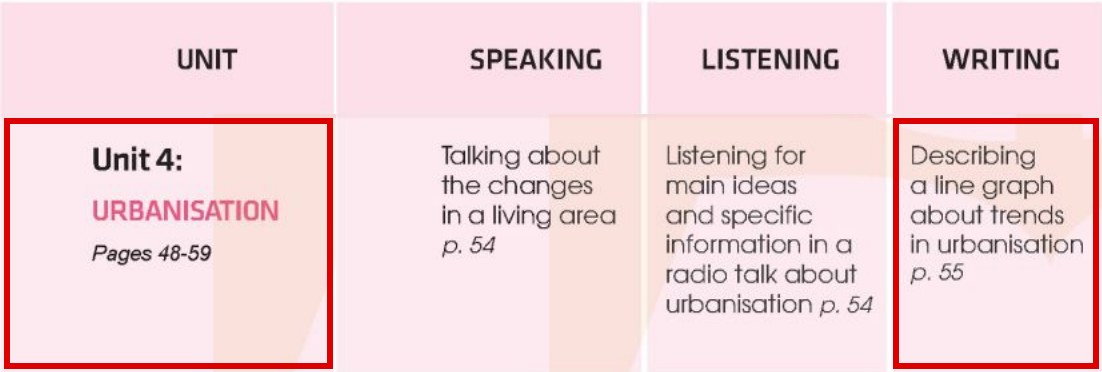 UNIT
SPEAKING
LISTENING
WRITING
Unit 4:
URBANISATION
Pages 48-59
Talking about
the changes
in a living area
p. 54
Listening for
main ideas
and specific
information in a
radio talk about
urbanisation p. 54
Describing
a line graph
about trends
in urbanisation
p. 55